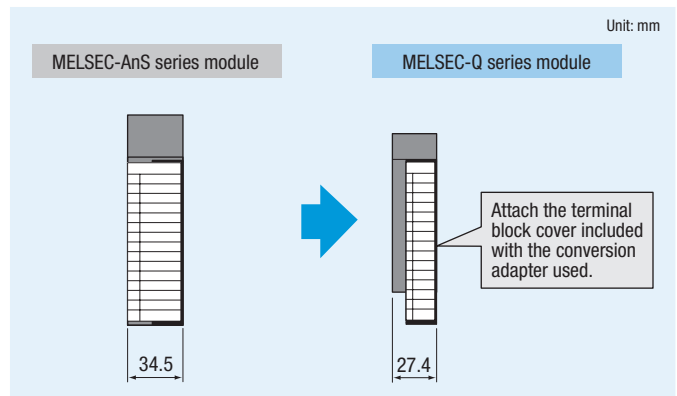 Unit: mm
MELSEC-AnS series module
MELSEC-Q series module
Attach the terminal
block cover included
with the conversion
adapter used.
34.5
27.4